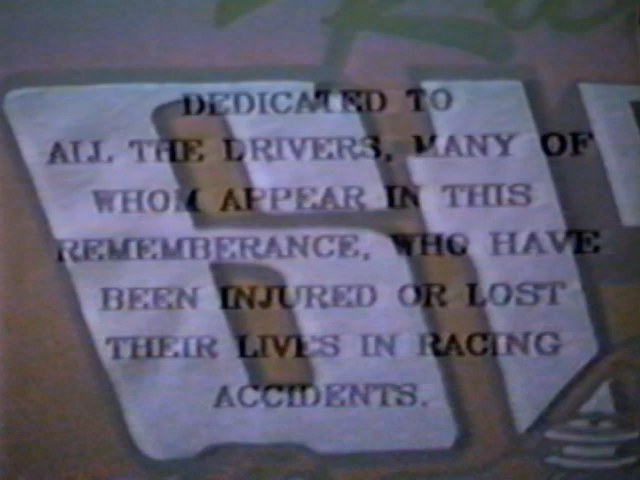 DEDICATED TO
ALL THE DRIVERS, MANY OF
WHOM APPEAR IN THIS
REMEMBERANCE, WHO HAVE
BEEN INJURED OR LOST
THEIR LIVES IN RACING
ACCIDENTS.